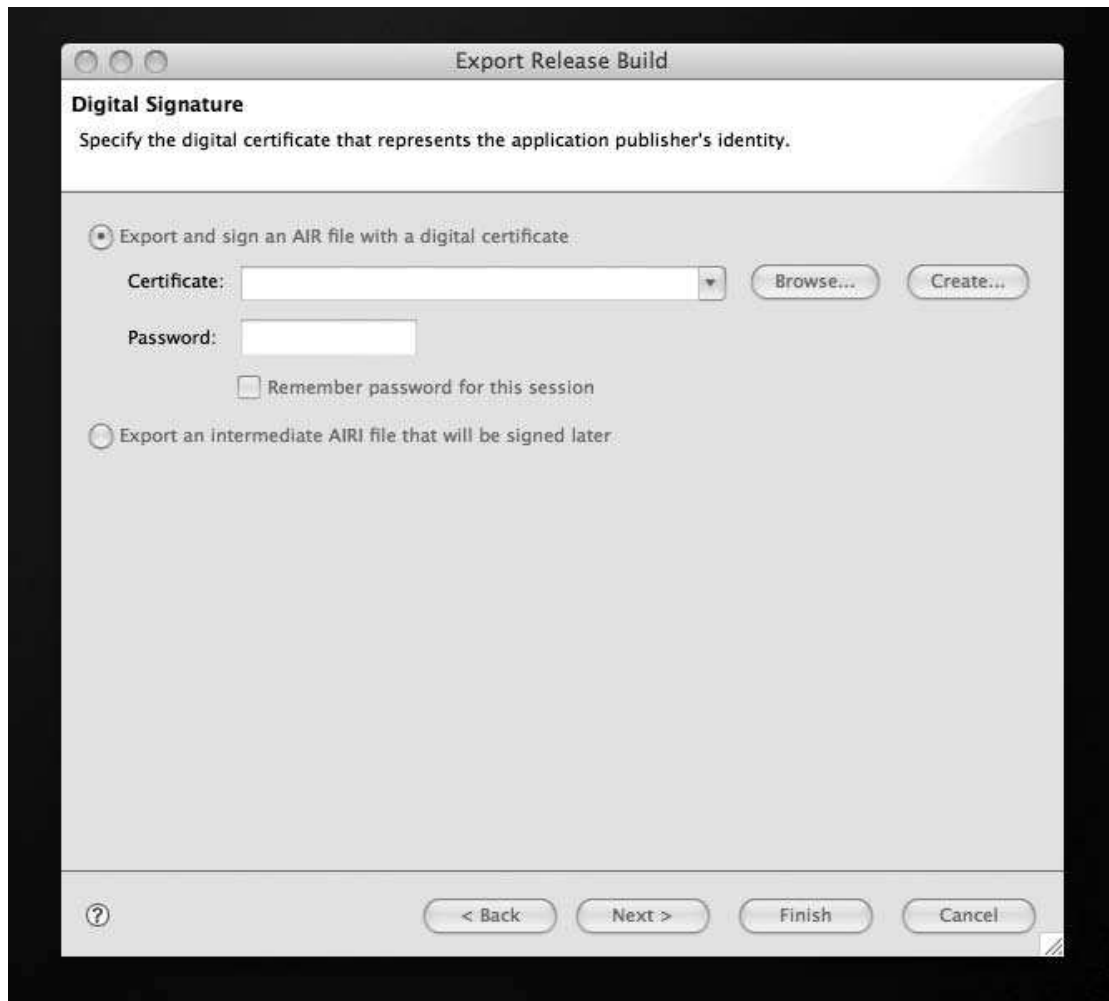 Export Release Build
Digital Signature
Specify the digital certificate that represents the application publisher's identity.
Export and sign an AIR file with a digital certificate
Certificate: Browse... Create...
Password:
Remember password for this session
Export an intermediate AIRI file that will be signed later
? < Back Next > Finish Cancel